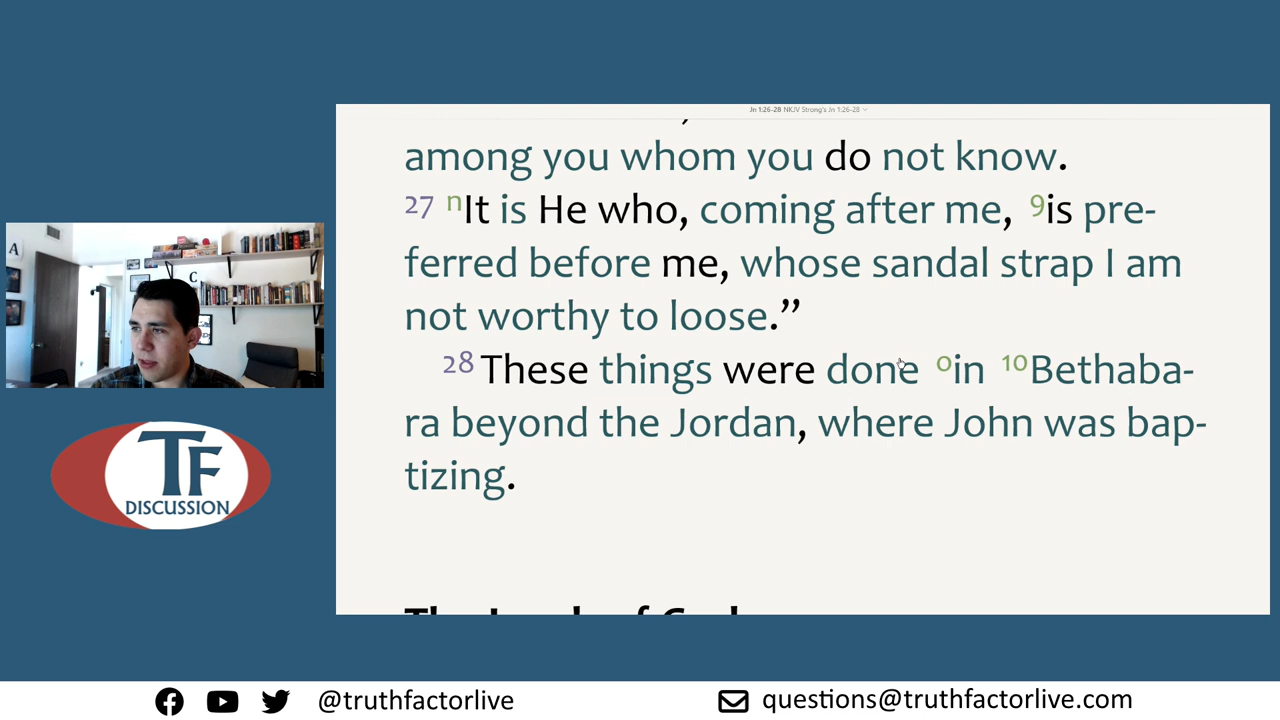 Jn 1:26-28 NKJV Strong's Jn 1:26-28
among you whom you do not know.
27 nIt is He who, coming after me, 9is pre-
ferred before me, whose sandal strap I am
not worthy to loose.”
28 These things were done oin 10Bethaba-
ra beyond the Jordan, where John was bap-
tizing.
A
C
TF
DISCUSSION
@truthfactorlive
questions@truthfactorlive.com